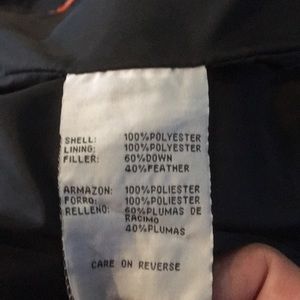 SHELL: 100%POLYESTER
LINING: 100%POLYESTER
FILLER: 60%DOWN
40%FEATHER
ARMAZON: 100%POLIESTER
FORRO: 100%POLIESTER
RELLENO: 60%PLUMAS DE
RACIMO
40%PLUMAS
CARE ON REVERSE